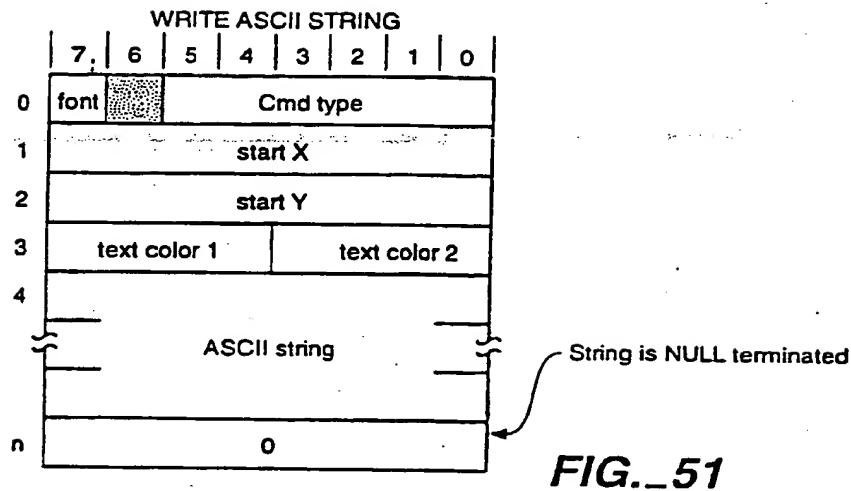 WRITE ASCII STRING
7 6 5 4 3 2 1 0
0 font Cmd type
1 start X
2 start Y
3 text color 1 text color 2
4
ASCII string String is NULL terminated
n 0
FIG._51